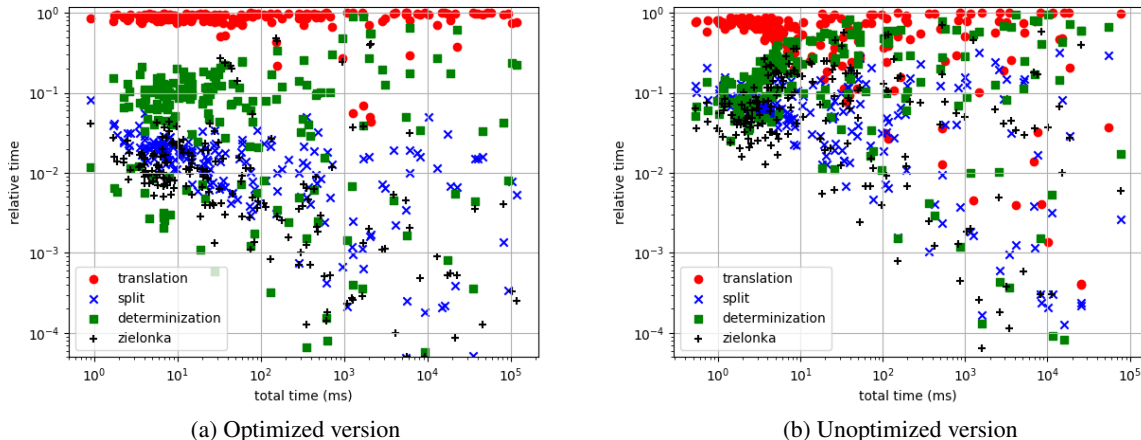 10⁰
10⁻¹
10⁻²
10⁻³
10⁻⁴
relative time
translation
split
determinization
zielonka
10⁰ 10¹ 10² 10³ 10⁴ 10⁵
total time (ms)
(a) Optimized version
10⁰
10⁻¹
10⁻²
10⁻³
10⁻⁴
relative time
translation
split
determinization
zielonka
10⁰ 10¹ 10² 10³ 10⁴ 10⁵
total time (ms)
(b) Unoptimized version